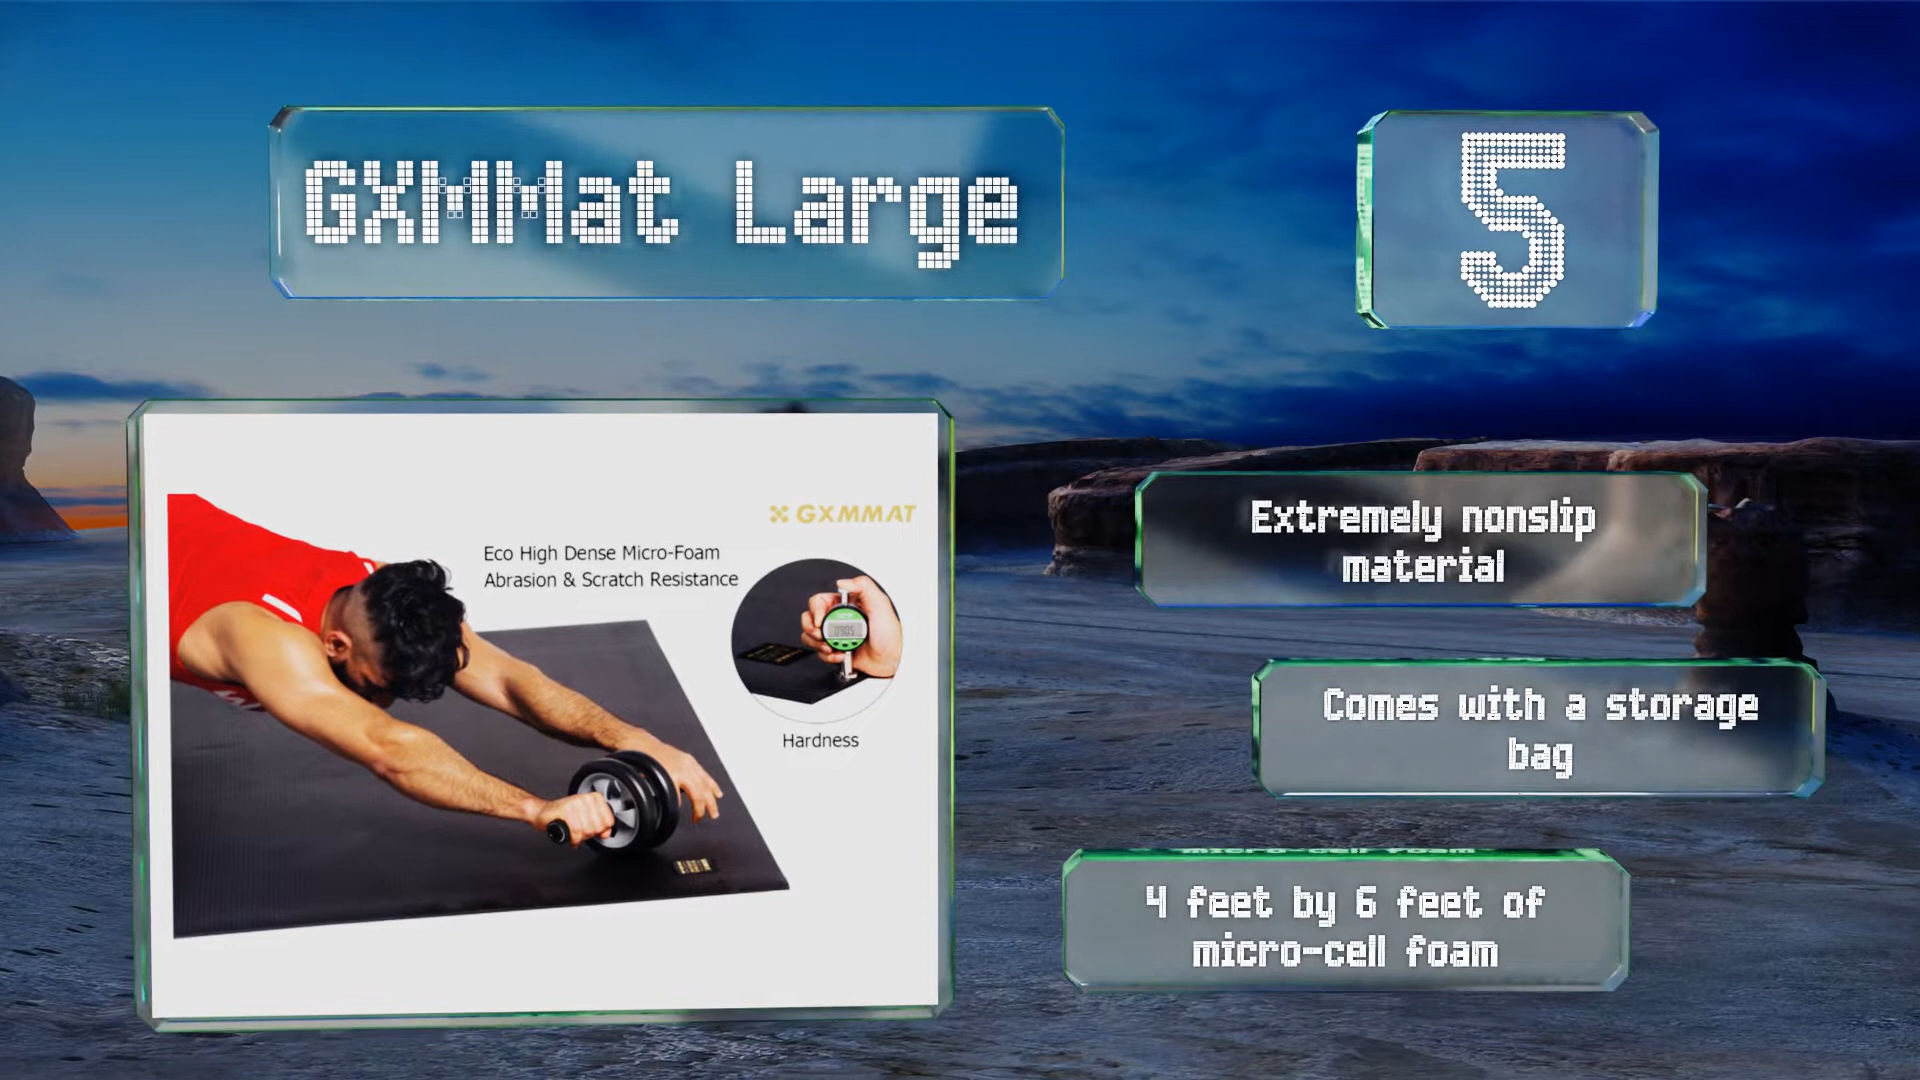 GXMMat Large
5
GXMMAT
Eco High Dense Micro-Foam
Abrasion & Scratch Resistance
Hardness
Extremely nonslip
material
Comes with a storage
bag
4 feet by 6 feet of
micro-cell foam